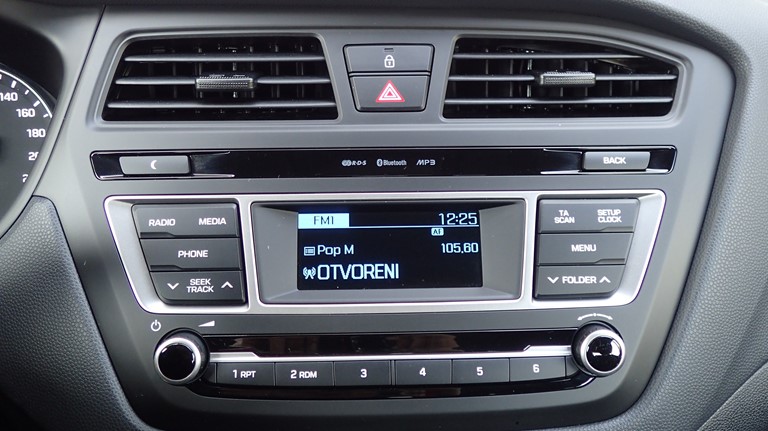 140
160
180
R·D·S Bluetooth MP3
BACK
RADIO MEDIA
PHONE
SEEK
TRACK
FM1 12:25
AF
Pop M 105,60
OTVORENI
TA
SCAN
SETUP
CLOCK
MENU
FOLDER
1 RPT 2 RDM 3 4 5 6